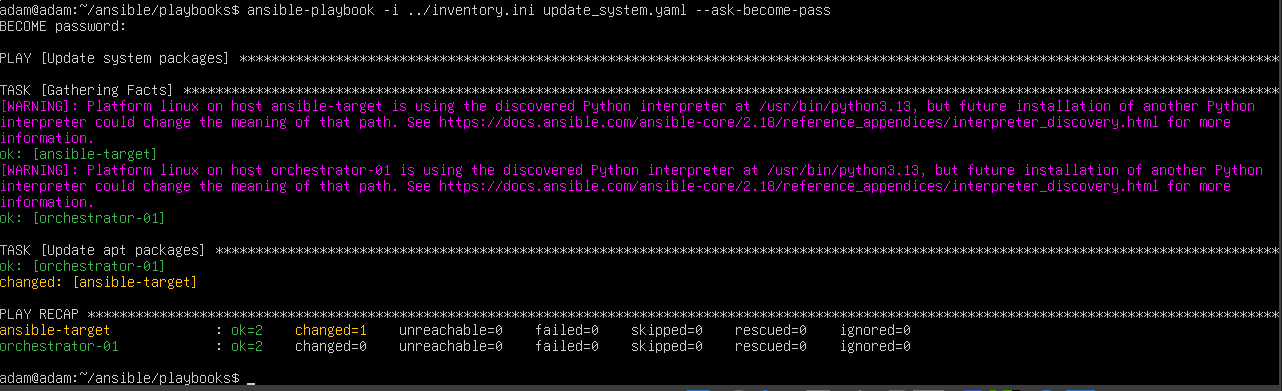 adam@adam:~/ansible/playbooks$ ansible-playbook -i ../inventory.ini update_system.yaml --ask-become-pass
BECOME password:
PLAY [Update system packages] ****************************************************************************************************************************************
TASK [Gathering Facts] ****************************************************************************************************************************************
[WARNING]: Platform linux on host ansible-target is using the discovered Python interpreter at /usr/bin/python3.13, but future installation of another Python
interpreter could change the meaning of that path. See https://docs.ansible.com/ansible-core/2.18/reference_appendices/interpreter_discovery.html for more
information.
ok: [ansible-target]
[WARNING]: Platform linux on host orchestrator-01 is using the discovered Python interpreter at /usr/bin/python3.13, but future installation of another Python
interpreter could change the meaning of that path. See https://docs.ansible.com/ansible-core/2.18/reference_appendices/interpreter_discovery.html for more
information.
ok: [orchestrator-01]
TASK [Update apt packages] ****************************************************************************************************************************************
ok: [orchestrator-01]
changed: [ansible-target]
PLAY RECAP ****************************************************************************************************************************************
ansible-target : ok=2 changed=1 unreachable=0 failed=0 skipped=0 rescued=0 ignored=0
orchestrator-01 : ok=2 changed=0 unreachable=0 failed=0 skipped=0 rescued=0 ignored=0
adam@adam:~/ansible/playbooks$ _